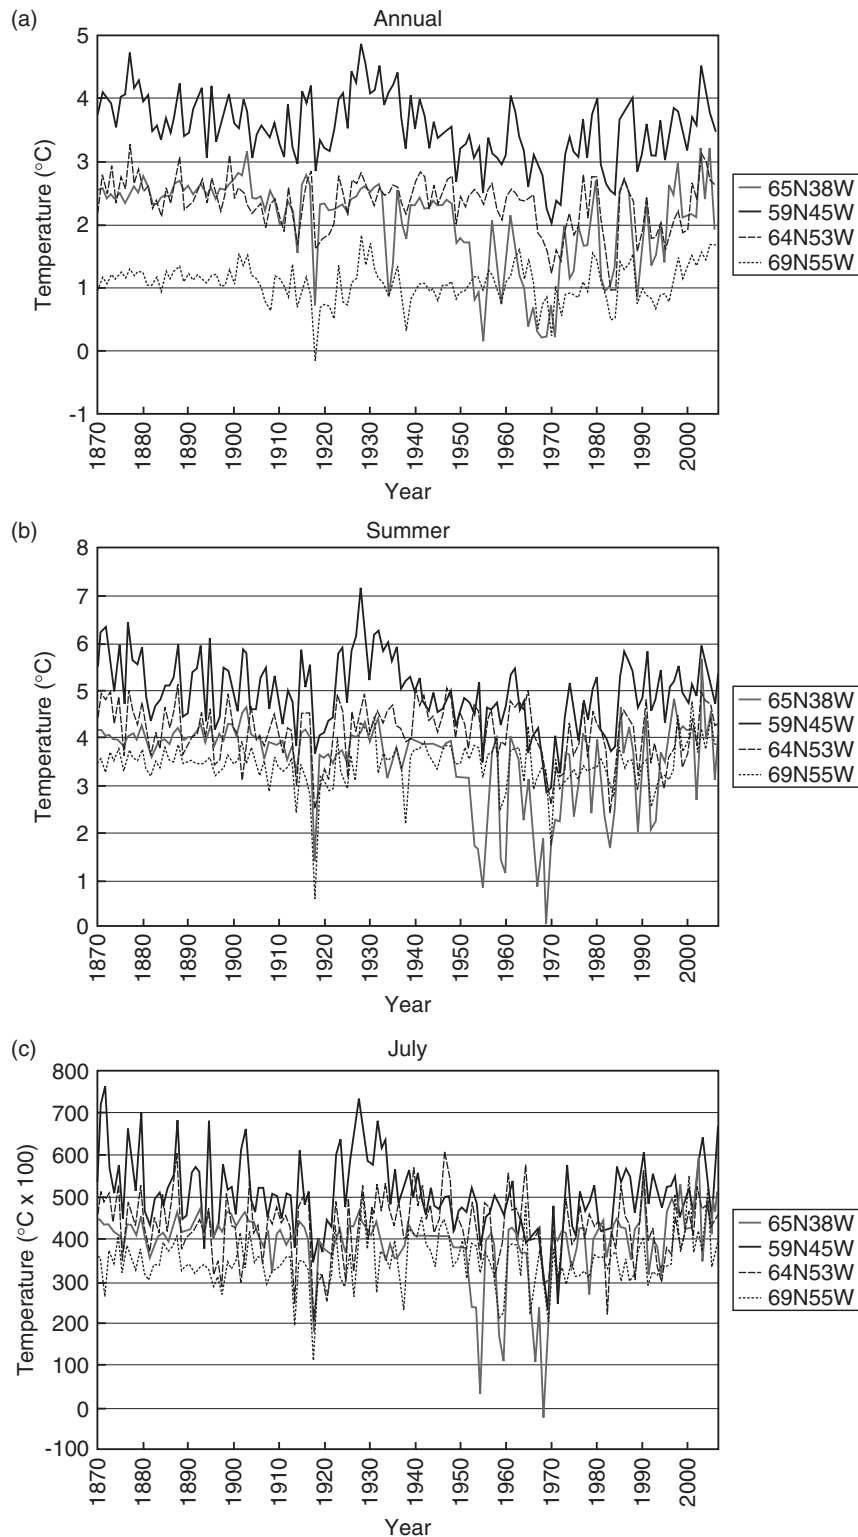 (a)
Annual
5
4
3
2
1
0
-1
Temperature (°C)
1870 1880 1890 1900 1910 1920 1930 1940 1950 1960 1970 1980 1990 2000
Year
65N38W
59N45W
64N53W
69N55W
(b)
Summer
8
7
6
5
4
3
2
1
0
Temperature (°C)
1870 1880 1890 1900 1910 1920 1930 1940 1950 1960 1970 1980 1990 2000
Year
65N38W
59N45W
64N53W
69N55W
(c)
July
800
700
600
500
400
300
200
100
0
-100
Temperature (°C x 100)
1870 1880 1890 1900 1910 1920 1930 1940 1950 1960 1970 1980 1990 2000
Year
65N38W
59N45W
64N53W
69N55W